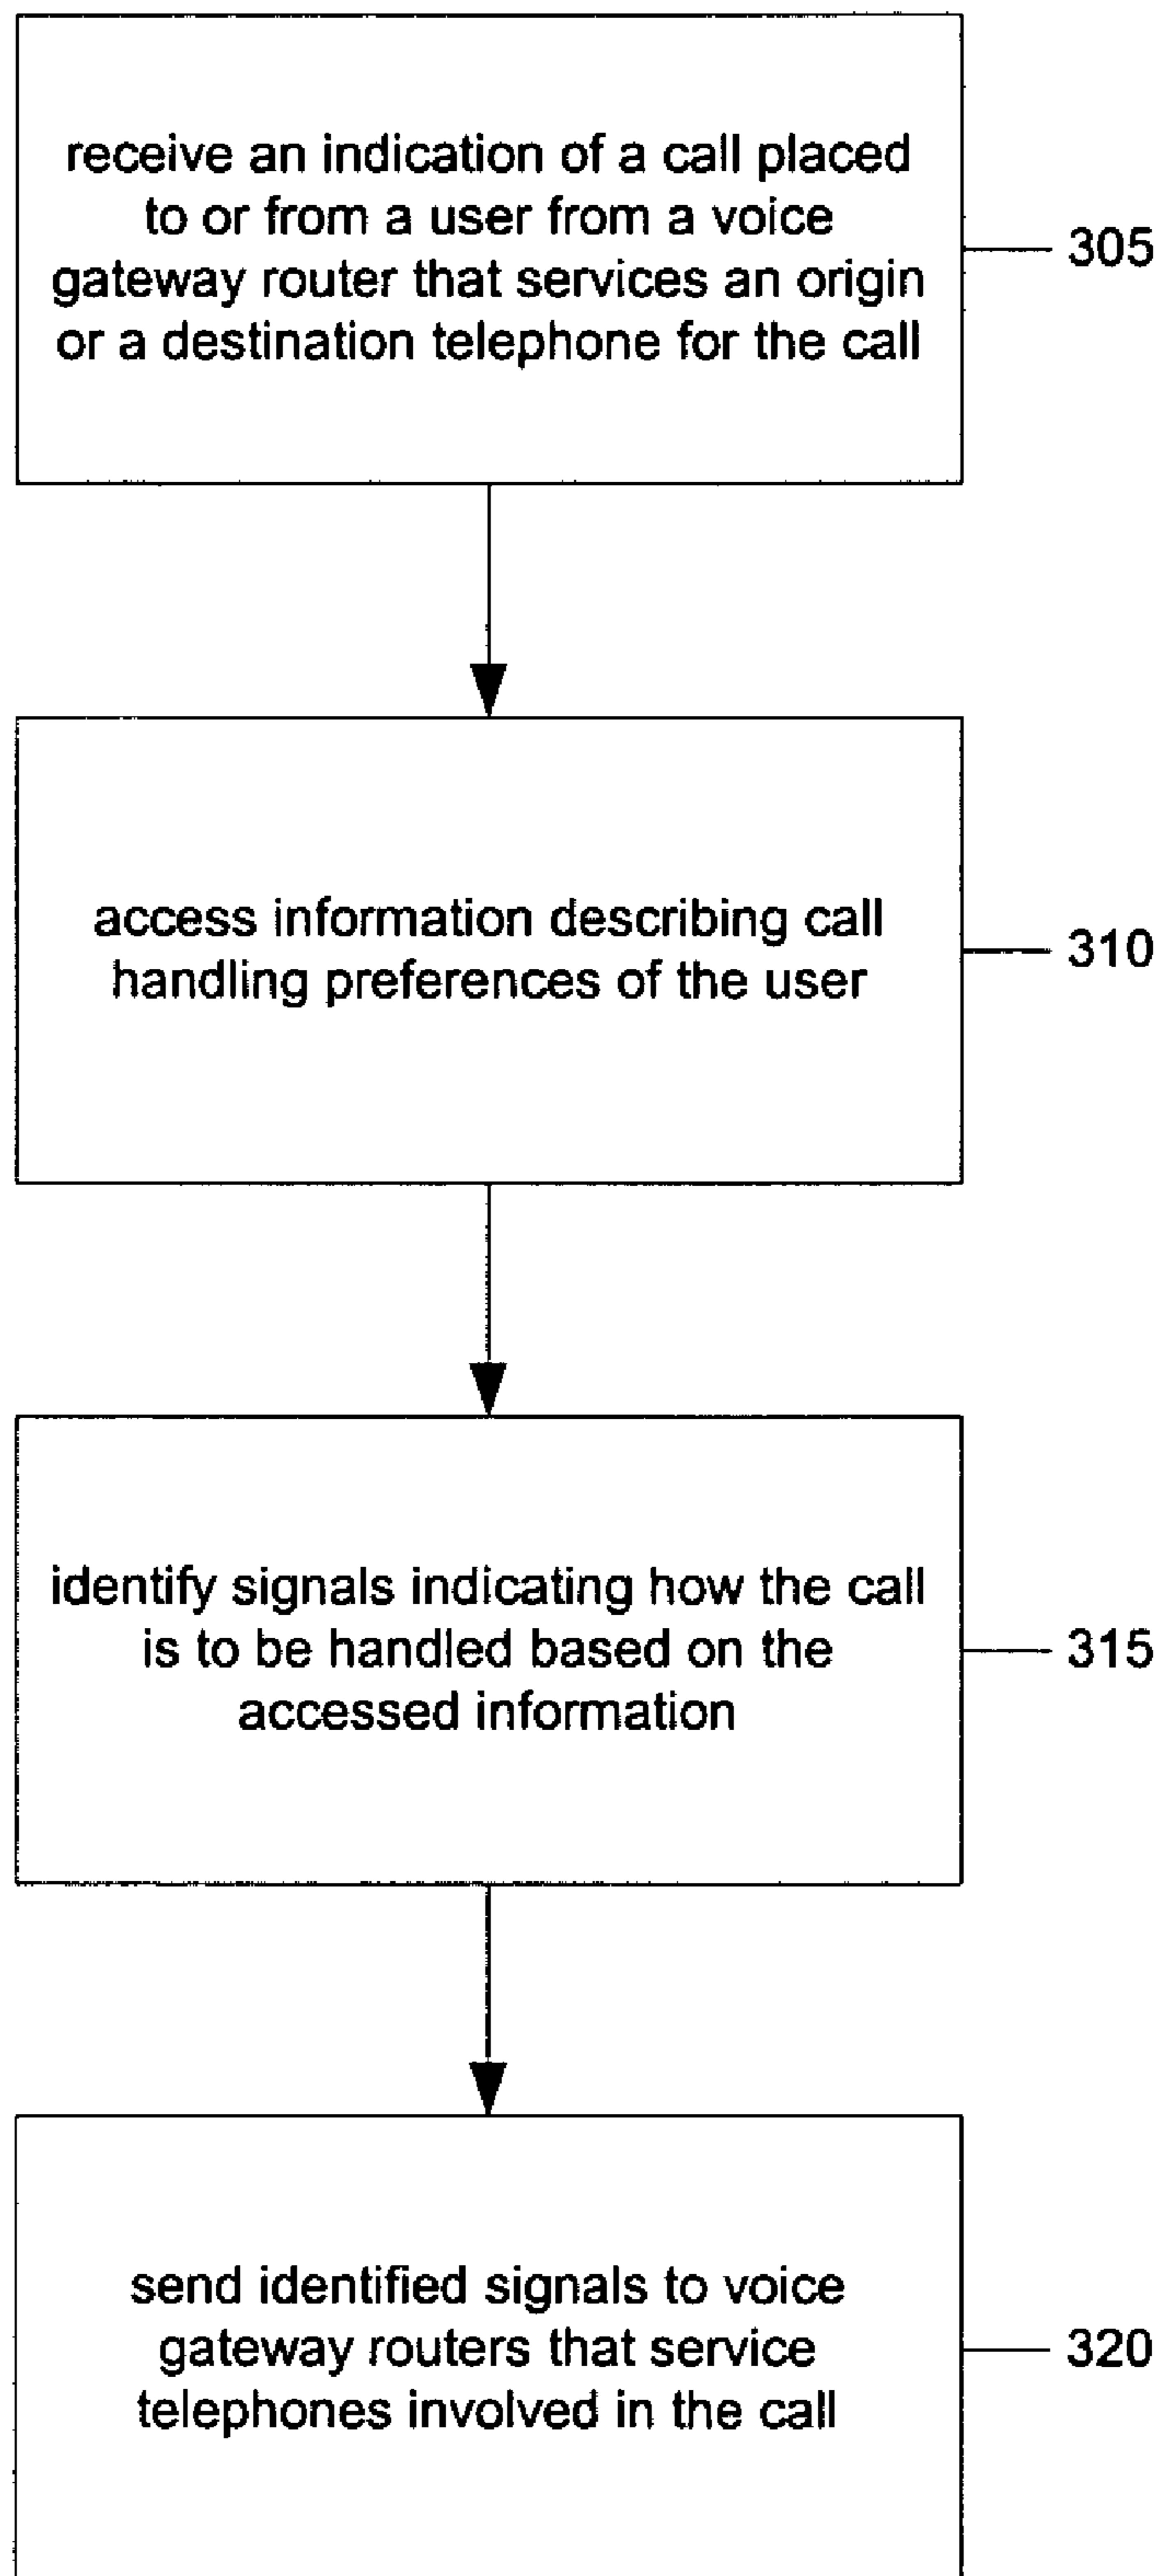 receive an indication of a call placed
to or from a user from a voice
gateway router that services an origin
or a destination telephone for the call
305
access information describing call
handling preferences of the user
310
identify signals indicating how the call
is to be handled based on the
accessed information
315
send identified signals to voice
gateway routers that service
telephones involved in the call
320